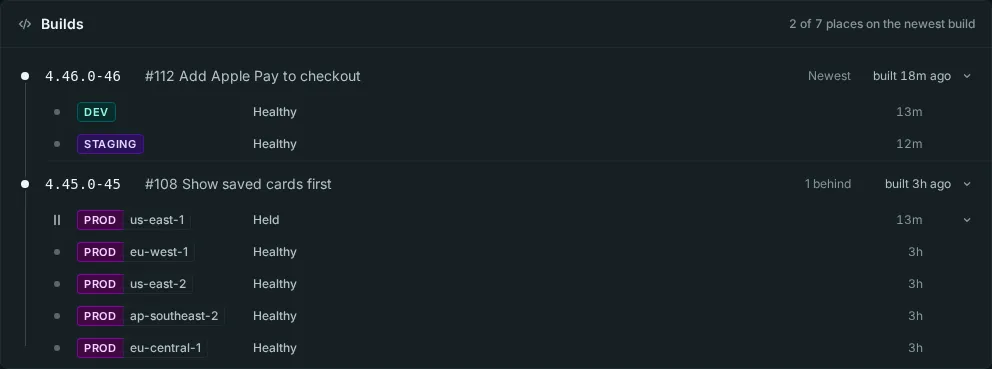 Builds 2 of 7 places on the newest build
4.46.0-46 #112 Add Apple Pay to checkout Newest built 18m ago
DEV Healthy 13m
STAGING Healthy 12m
4.45.0-45 #108 Show saved cards first 1 behind built 3h ago
PROD us-east-1 Held 13m
PROD eu-west-1 Healthy 3h
PROD us-east-2 Healthy 3h
PROD ap-southeast-2 Healthy 3h
PROD eu-central-1 Healthy 3h